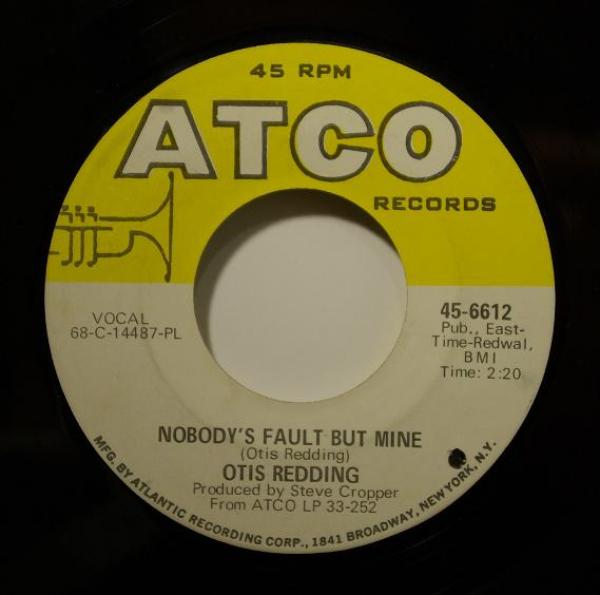 45 RPM
ATCO
RECORDS
VOCAL
68-C-14487-PL
45-6612
Pub., East-
Time-Redwal,
BMI
Time: 2:20
NOBODY'S FAULT BUT MINE
(Otis Redding)
OTIS REDDING
Produced by Steve Cropper
From ATCO LP 33-252
MFG. BY ATLANTIC RECORDING CORP., 1841 BROADWAY, NEW YORK, N.Y.